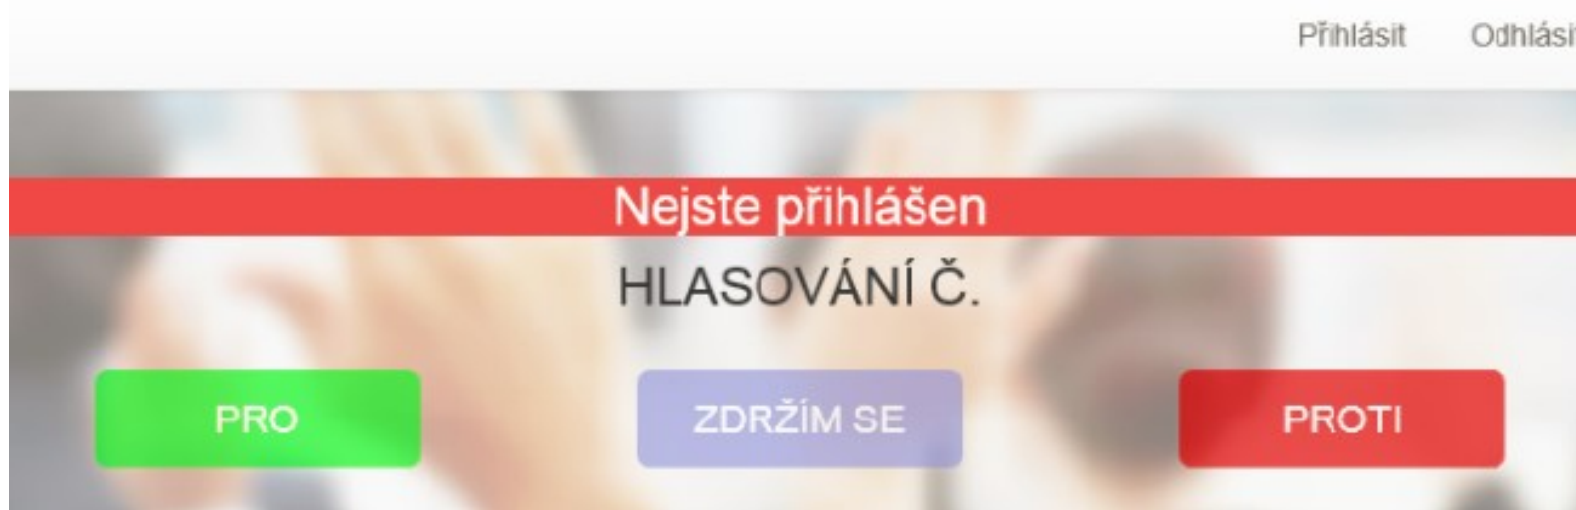 Přihlásit Odhlásit
Nejste přihlášen
HLASOVÁNÍ Č.
PRO ZDRŽÍM SE PROTI